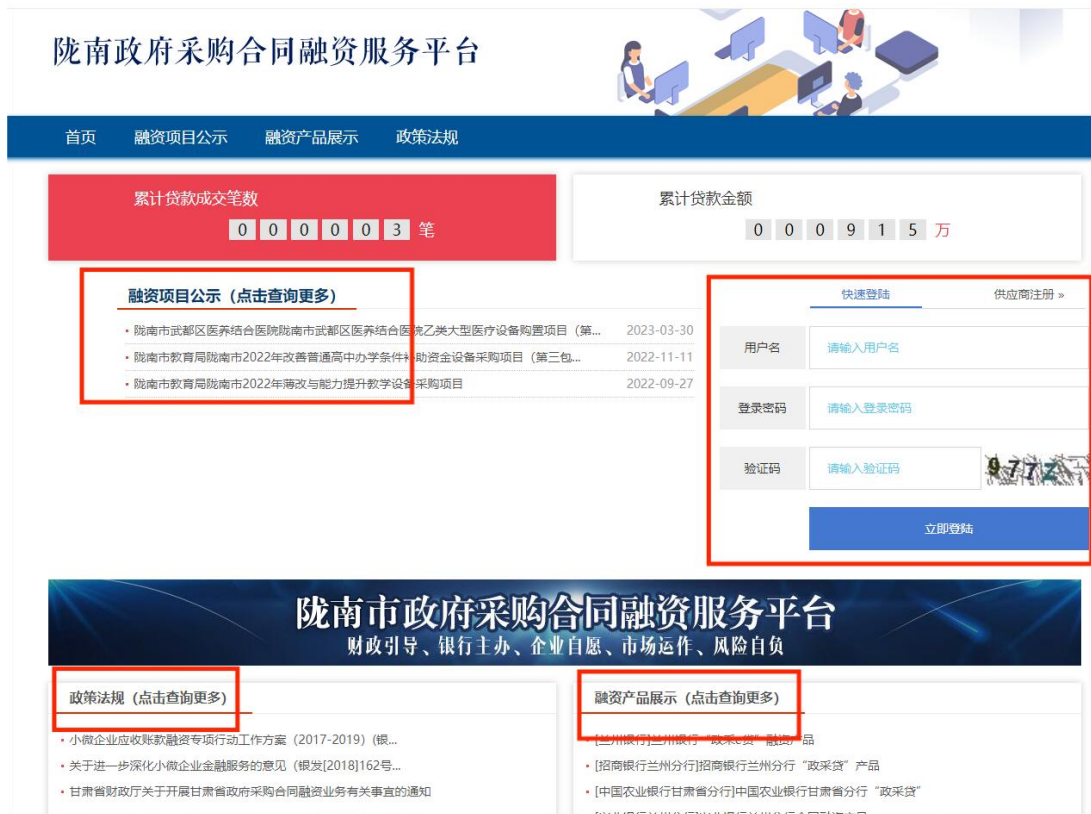 陇南政府采购合同融资服务平台
首页 融资项目公示 融资产品展示 政策法规
累计贷款成交笔数
0 0 0 0 0 3 笔
累计贷款金额
0 0 0 9 1 5 万
融资项目公示（点击查询更多）
陇南市武都区医养结合医院陇南市武都区医养结合医院乙类大型医疗设备购置项目（第... 2023-03-30
陇南市教育局陇南市2022年改善普通高中办学条件补助资金设备采购项目（第三包... 2022-11-11
陇南市教育局陇南市2022年薄改与能力提升教学设备采购项目 2022-09-27
快速登陆 供应商注册 »
用户名 请输入用户名
登录密码 请输入登录密码
验证码 请输入验证码 977Z
立即登陆
陇南市政府采购合同融资服务平台
财政引导、银行主办、企业自愿、市场运作、风险自负
政策法规（点击查询更多）
小微企业应收账款融资专项行动工作方案（2017-2019）(银...
关于进一步深化小微企业金融服务的意见（银发[2018]162号...
甘肃省财政厅关于开展甘肃省政府采购合同融资业务有关事宜的通知
融资产品展示（点击查询更多）
[兰州银行]兰州银行“政采e贷”融资产品
[招商银行兰州分行]招商银行兰州分行“政采贷”产品
[中国农业银行甘肃省分行]中国农业银行甘肃省分行“政采贷”